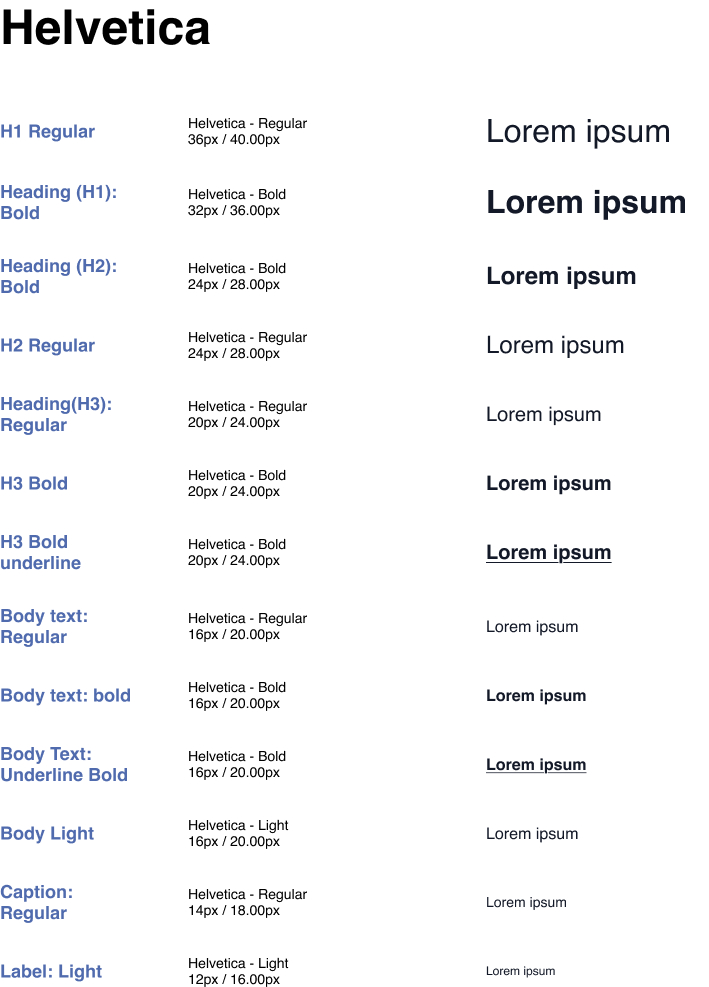 Helvetica
H1 Regular
Helvetica - Regular
36px / 40.00px
Lorem ipsum
Heading (H1):
Bold
Helvetica - Bold
32px / 36.00px
Lorem ipsum
Heading (H2):
Bold
Helvetica - Bold
24px / 28.00px
Lorem ipsum
H2 Regular
Helvetica - Regular
24px / 28.00px
Lorem ipsum
Heading(H3):
Regular
Helvetica - Regular
20px / 24.00px
Lorem ipsum
H3 Bold
Helvetica - Bold
20px / 24.00px
Lorem ipsum
H3 Bold
underline
Helvetica - Bold
20px / 24.00px
Lorem ipsum
Body text:
Regular
Helvetica - Regular
16px / 20.00px
Lorem ipsum
Body text: bold
Helvetica - Bold
16px / 20.00px
Lorem ipsum
Body Text:
Underline Bold
Helvetica - Bold
16px / 20.00px
Lorem ipsum
Body Light
Helvetica - Light
16px / 20.00px
Lorem ipsum
Caption:
Regular
Helvetica - Regular
14px / 18.00px
Lorem ipsum
Label: Light
Helvetica - Light
12px / 16.00px
Lorem ipsum